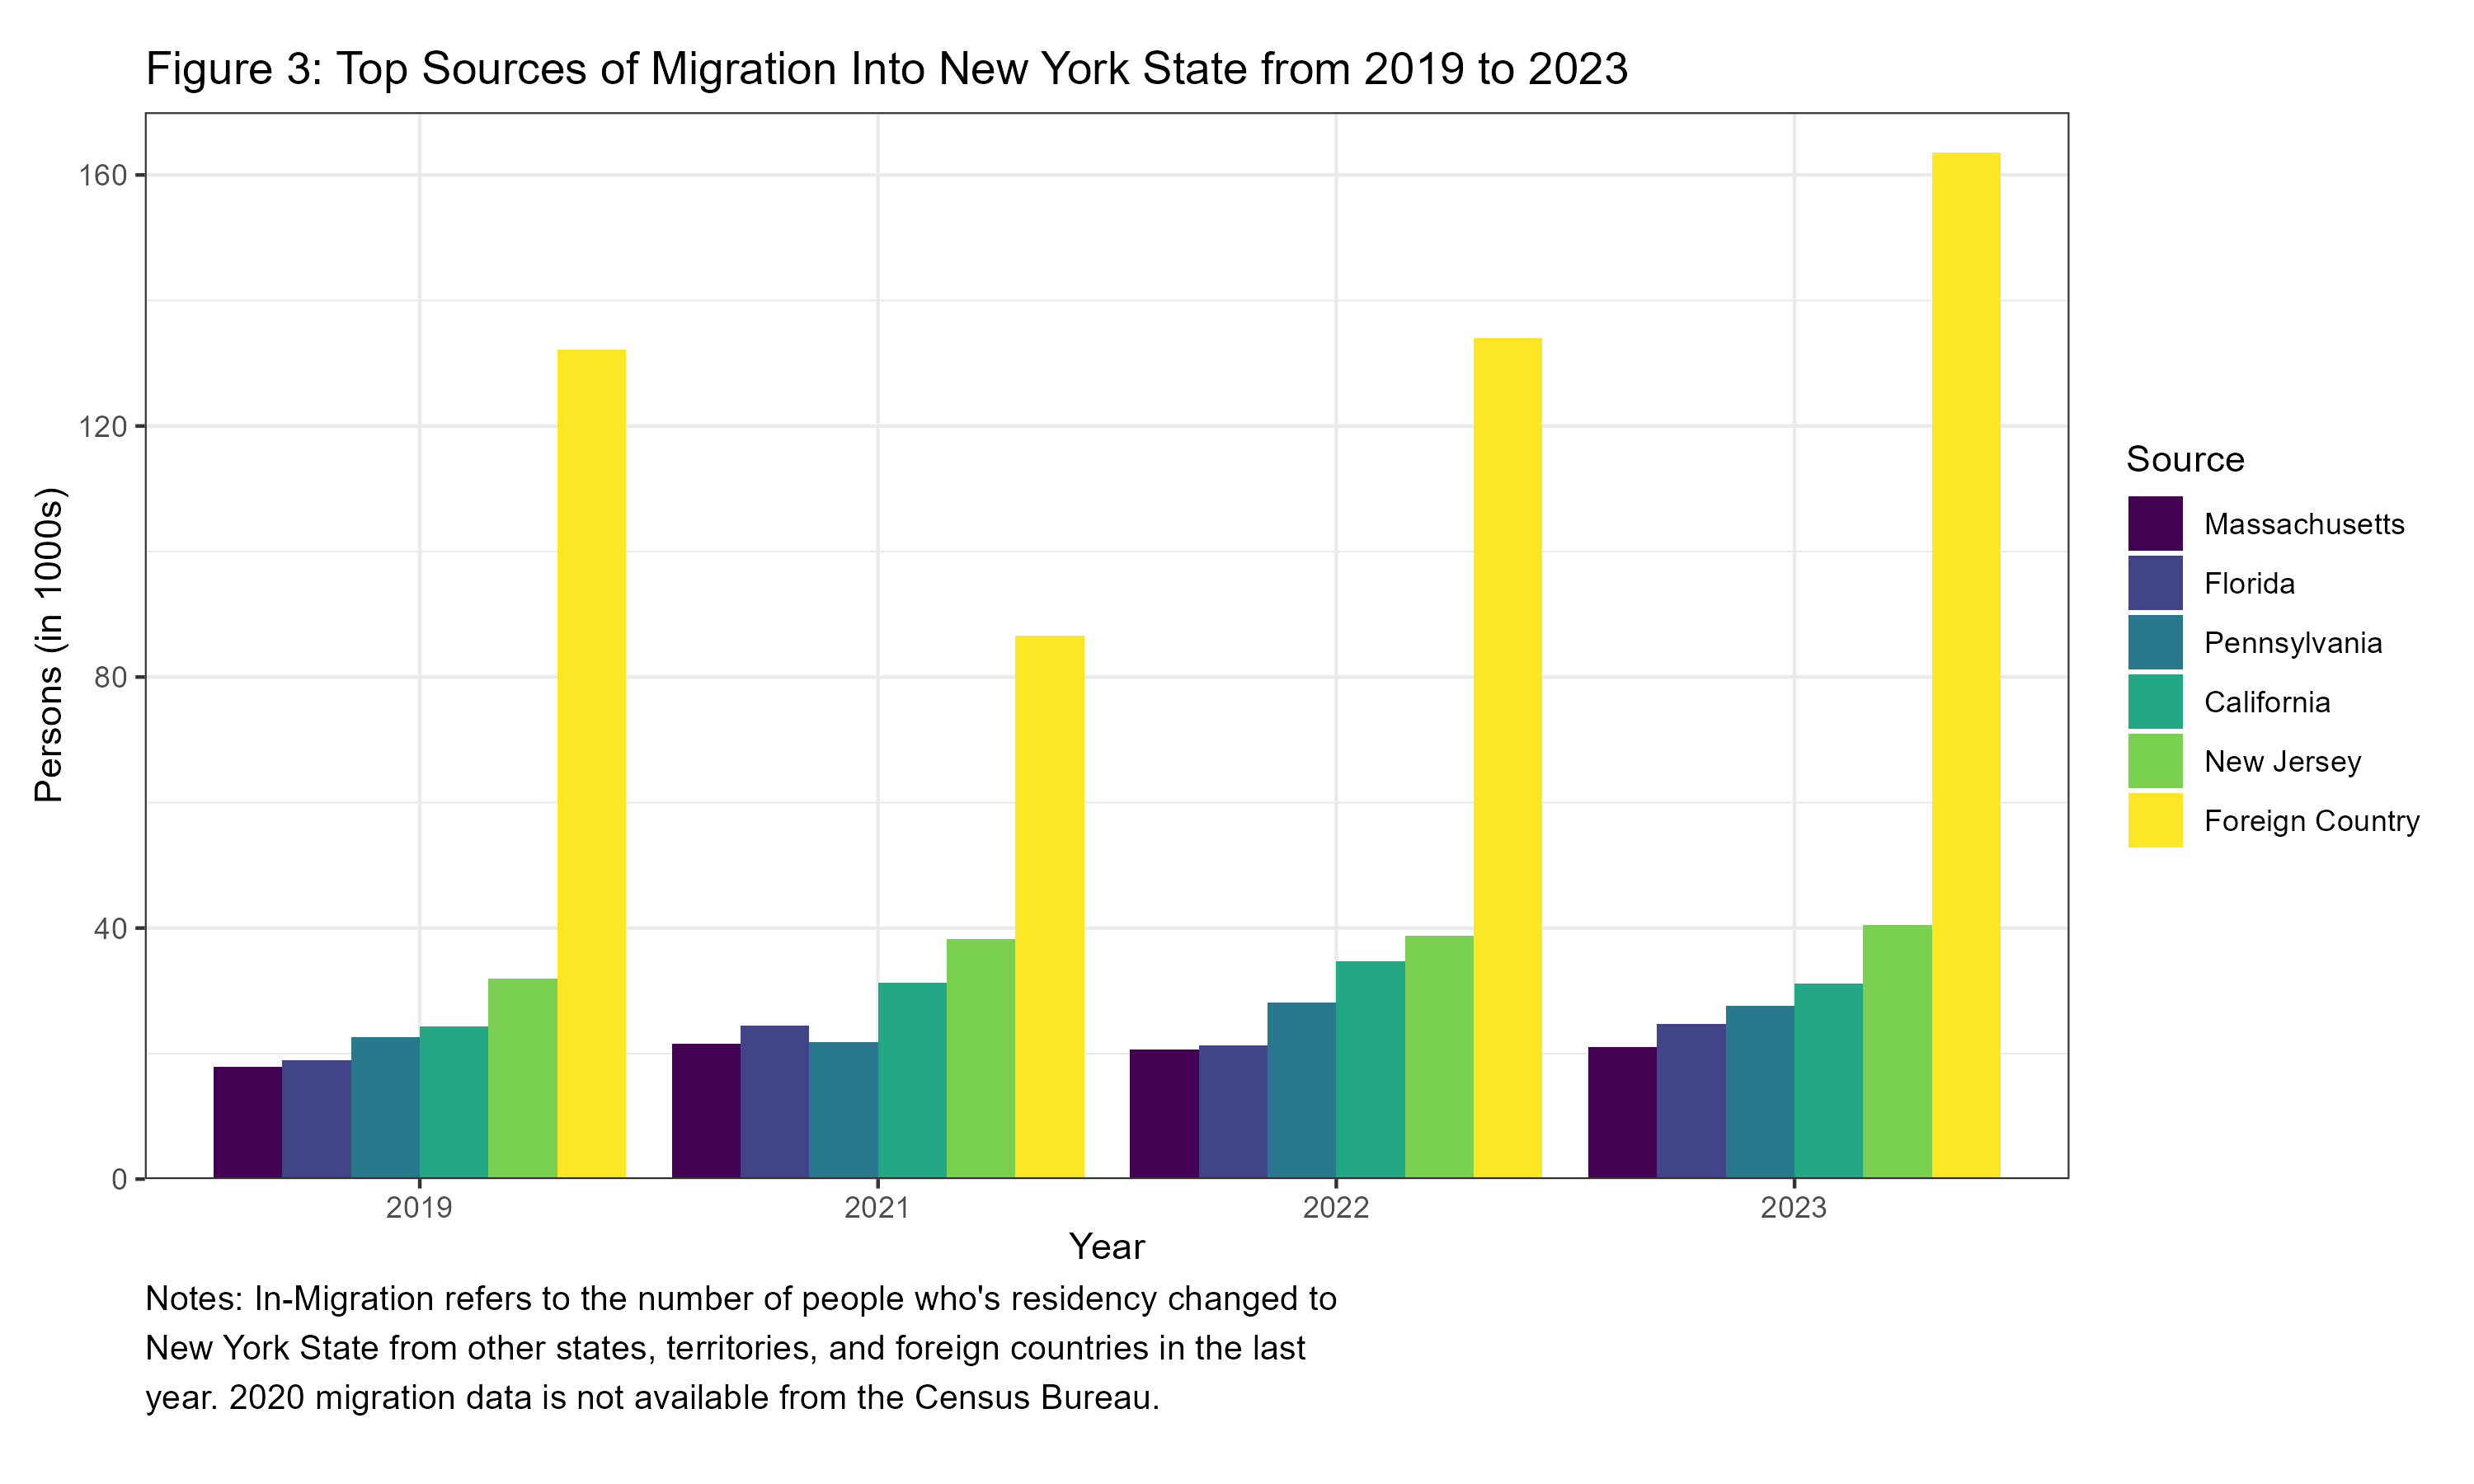 Figure 3: Top Sources of Migration Into New York State from 2019 to 2023
160
120
80
40
0
Persons (in 1000s)
2019 2021 2022 2023
Year
Source
Massachusetts
Florida
Pennsylvania
California
New Jersey
Foreign Country
Notes: In-Migration refers to the number of people who's residency changed to
New York State from other states, territories, and foreign countries in the last
year. 2020 migration data is not available from the Census Bureau.